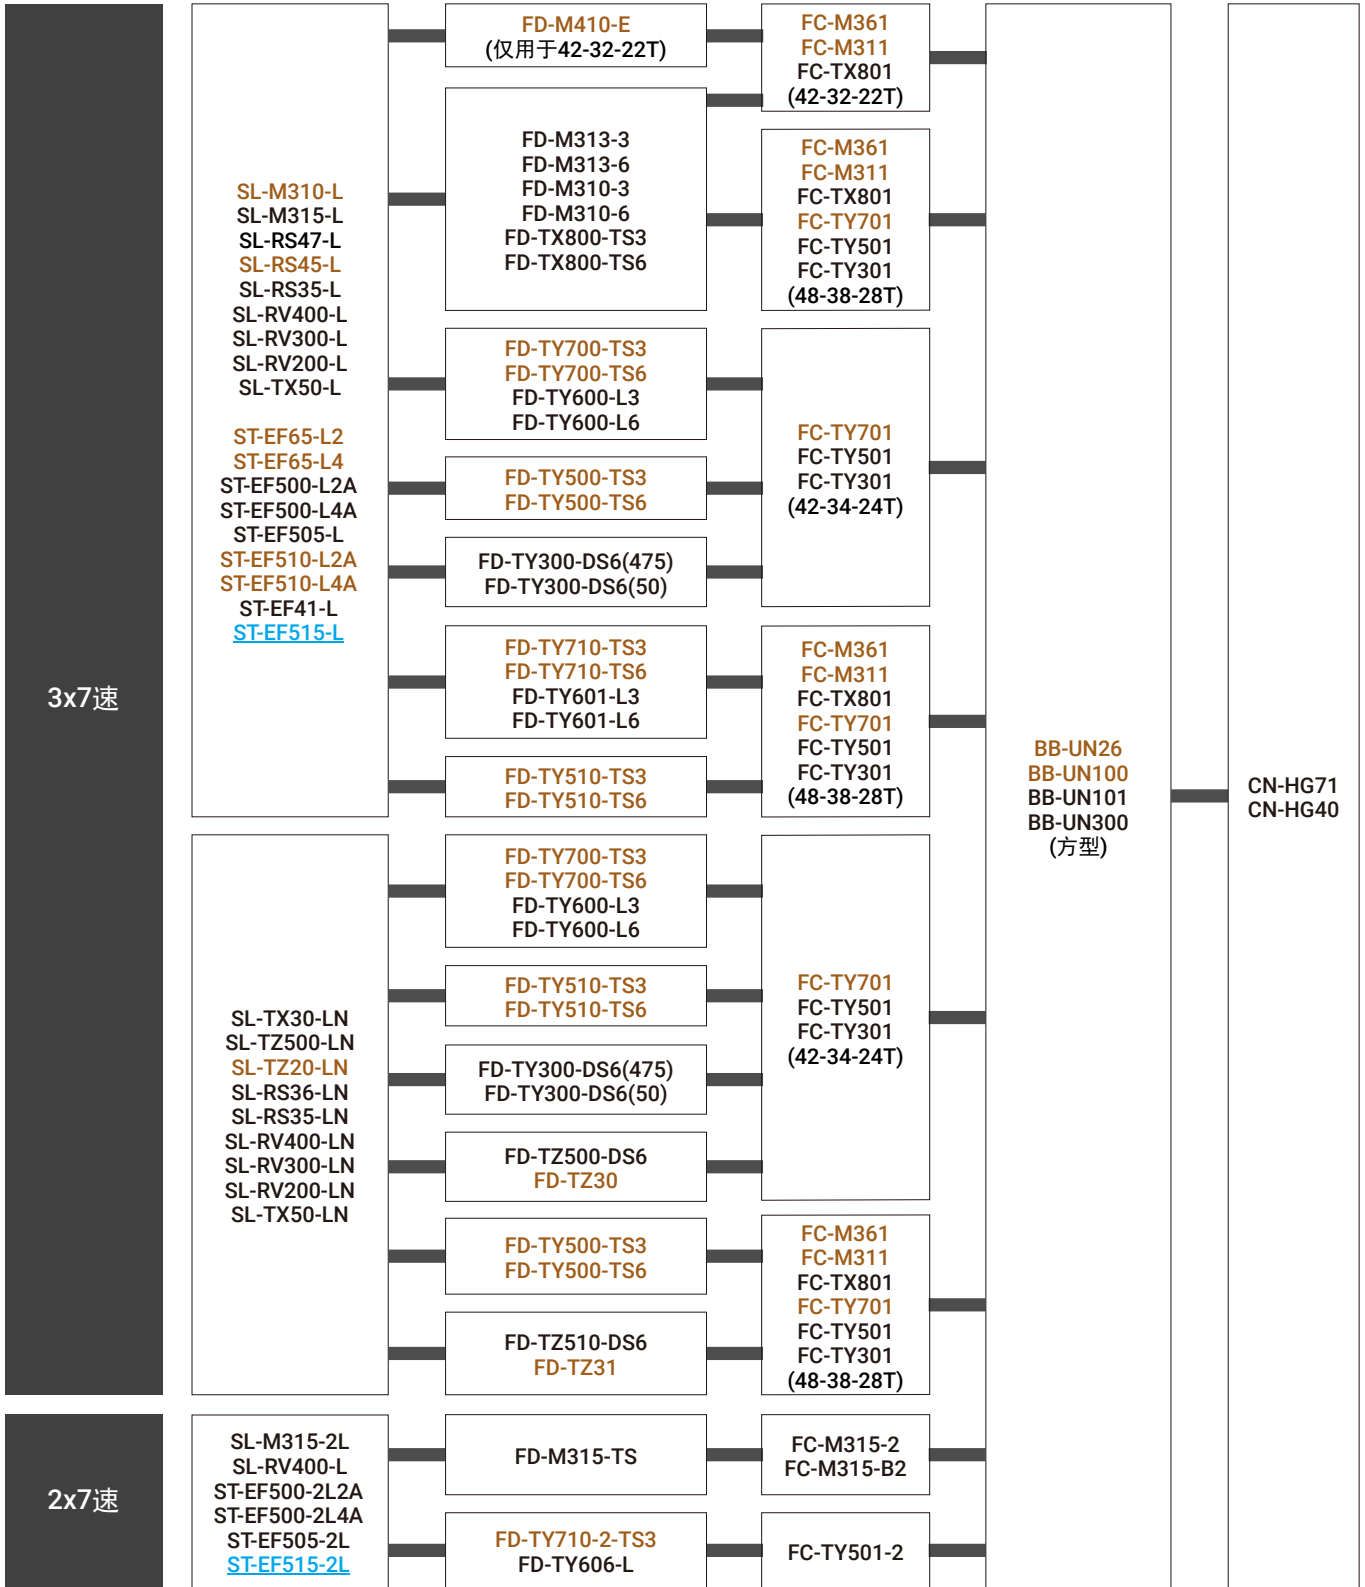 3x7速
SL-M310-L
SL-M315-L
SL-RS47-L
SL-RS45-L
SL-RS35-L
SL-RV400-L
SL-RV300-L
SL-RV200-L
SL-TX50-L
ST-EF65-L2
ST-EF65-L4
ST-EF500-L2A
ST-EF500-L4A
ST-EF505-L
ST-EF510-L2A
ST-EF510-L4A
ST-EF41-L
ST-EF515-L
FD-M410-E
(仅用于42-32-22T)
FD-M313-3
FD-M313-6
FD-M310-3
FD-M310-6
FD-TX800-TS3
FD-TX800-TS6
FD-TY700-TS3
FD-TY700-TS6
FD-TY600-L3
FD-TY600-L6
FD-TY500-TS3
FD-TY500-TS6
FD-TY300-DS6(475)
FD-TY300-DS6(50)
FD-TY710-TS3
FD-TY710-TS6
FD-TY601-L3
FD-TY601-L6
FD-TY510-TS3
FD-TY510-TS6
FC-M361
FC-M311
FC-TX801
(42-32-22T)
FC-M361
FC-M311
FC-TX801
FC-TY701
FC-TY501
FC-TY301
(48-38-28T)
FC-TY701
FC-TY501
FC-TY301
(42-34-24T)
FC-M361
FC-M311
FC-TX801
FC-TY701
FC-TY501
FC-TY301
(48-38-28T)
SL-TX30-LN
SL-TZ500-LN
SL-TZ20-LN
SL-RS36-LN
SL-RS35-LN
SL-RV400-LN
SL-RV300-LN
SL-RV200-LN
SL-TX50-LN
FD-TY700-TS3
FD-TY700-TS6
FD-TY600-L3
FD-TY600-L6
FD-TY510-TS3
FD-TY510-TS6
FD-TY300-DS6(475)
FD-TY300-DS6(50)
FD-TZ500-DS6
FD-TZ30
FD-TY500-TS3
FD-TY500-TS6
FD-TZ510-DS6
FD-TZ31
FC-TY701
FC-TY501
FC-TY301
(42-34-24T)
FC-M361
FC-M311
FC-TX801
FC-TY701
FC-TY501
FC-TY301
(48-38-28T)
2x7速
SL-M315-2L
SL-RV400-L
ST-EF500-2L2A
ST-EF500-2L4A
ST-EF505-2L
ST-EF515-2L
FD-M315-TS
FD-TY710-2-TS3
FD-TY606-L
FC-M315-2
FC-M315-B2
FC-TY501-2
BB-UN26
BB-UN100
BB-UN101
BB-UN300
(方型)
CN-HG71
CN-HG40